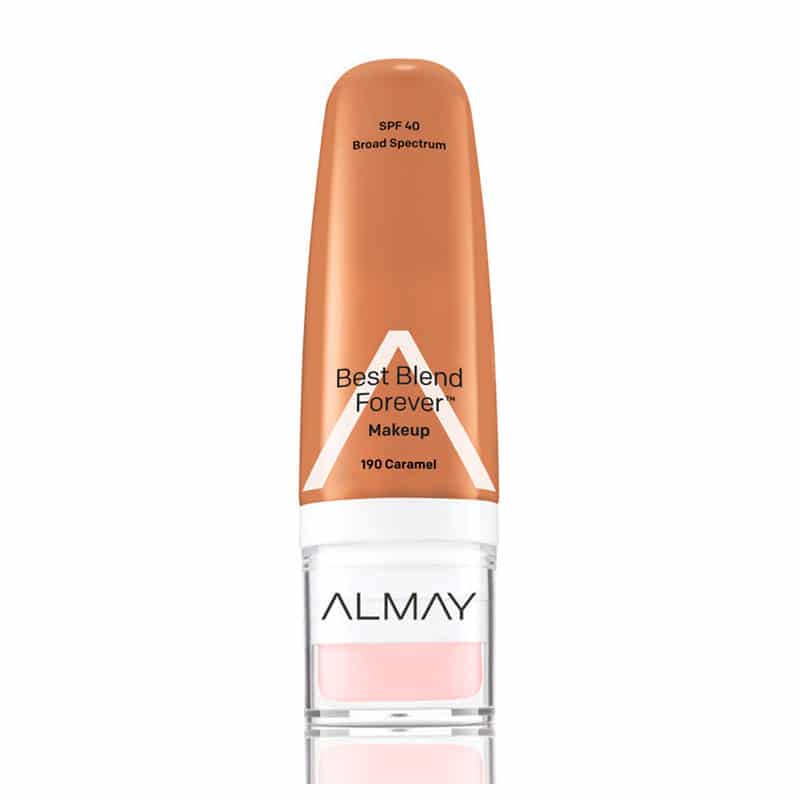 SPF 40
Broad Spectrum
Best Blend
Forever™
Makeup
190 Caramel
ALMAY